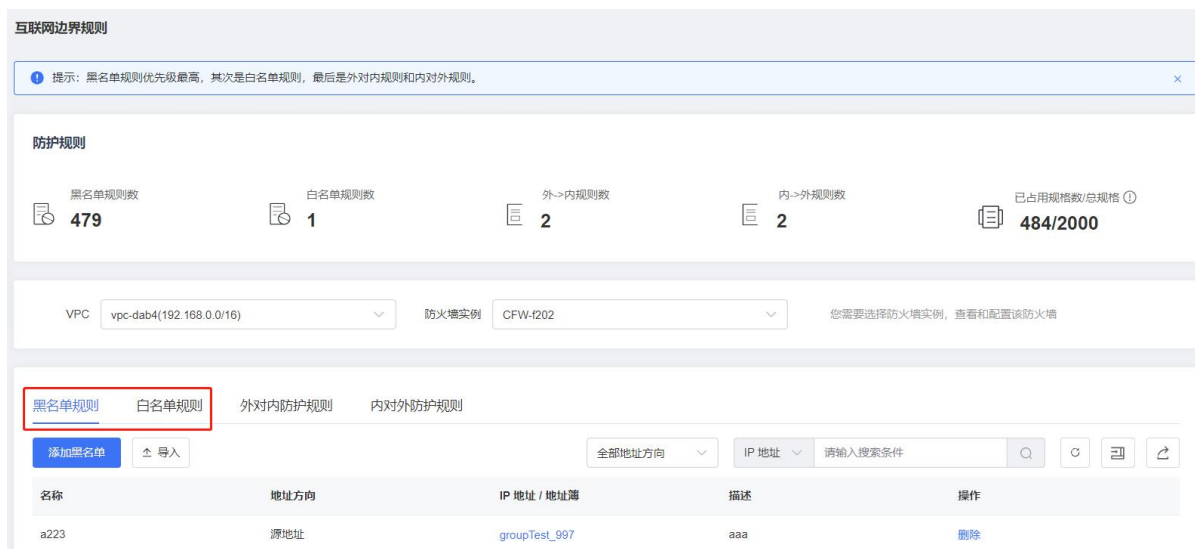 互联网边界规则
提示：黑名单规则优先级最高，其次是白名单规则，最后是外对内规则和内对外规则。
防护规则
黑名单规则数 白名单规则数 外->内规则数 内->外规则数 已占用规格数/总规格
479 1 2 2 484/2000
VPC vpc-dab4(192.168.0.0/16) 防火墙实例 CFW-f202 您需要选择防火墙实例，查看和配置该防火墙
黑名单规则 白名单规则 外对内防护规则 内对外防护规则
添加黑名单 导入 全部地址方向 IP 地址 请输入搜索条件
名称 地址方向 IP 地址 / 地址簿 描述 操作
a223 源地址 groupTest_997 aaa 删除